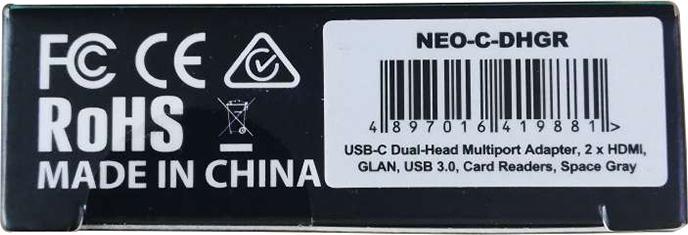 FC CE
RoHS
MADE IN CHINA
NEO-C-DHGR
4 897016 419881 >
USB-C Dual-Head Multiport Adapter, 2 x HDMI,
GLAN, USB 3.0, Card Readers, Space Gray